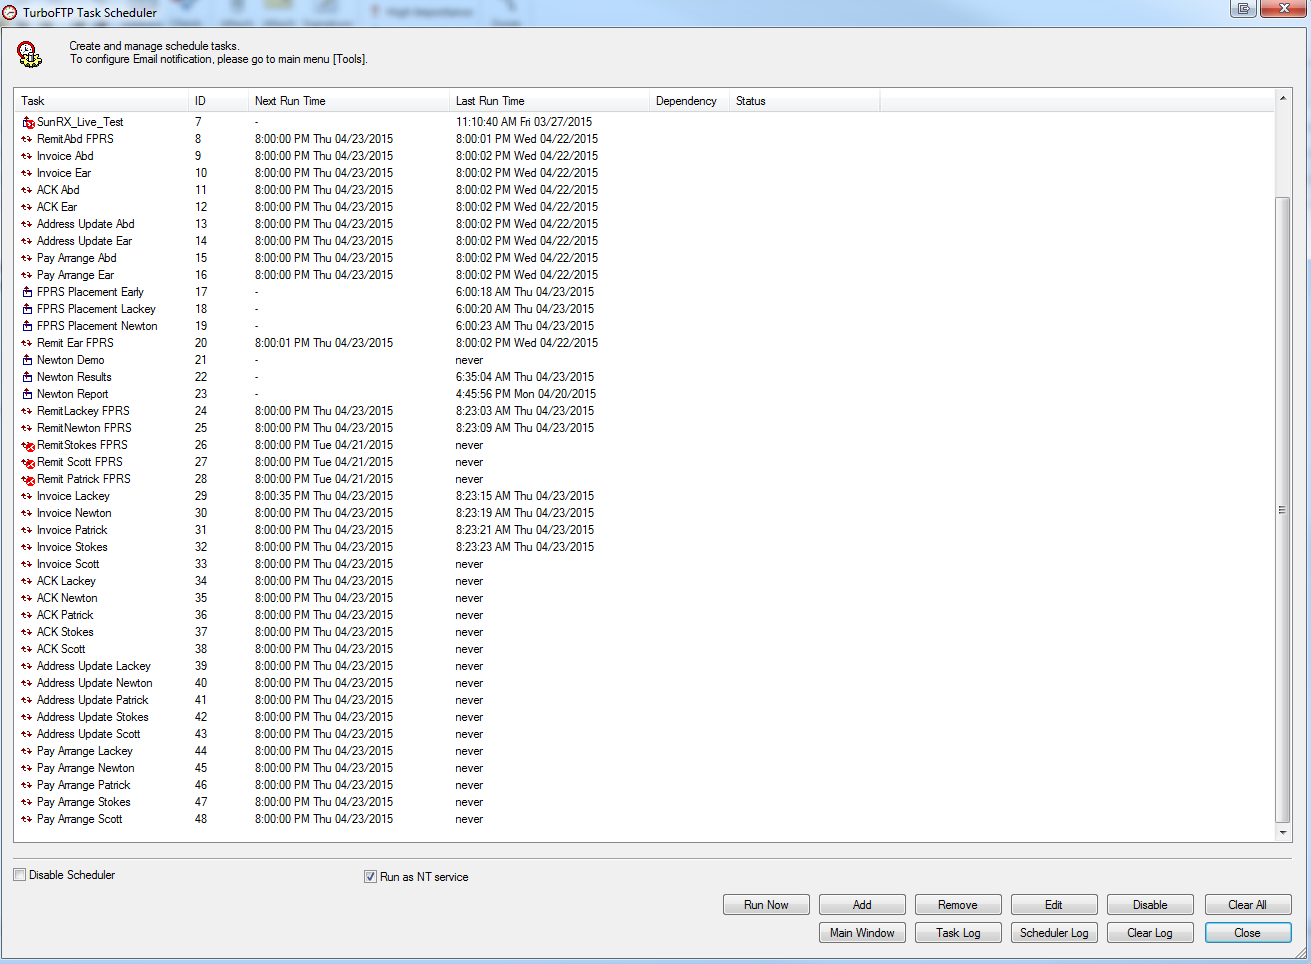 TurboFTP Task Scheduler
Create and manage schedule tasks.
To configure Email notification, please go to main menu [Tools].
Task ID Next Run Time Last Run Time Dependency Status
SunRX_Live_Test 7 - 11:10:40 AM Fri 03/27/2015
RemitAbd FPRS 8 8:00:00 PM Thu 04/23/2015 8:00:01 PM Wed 04/22/2015
Invoice Abd 9 8:00:00 PM Thu 04/23/2015 8:00:02 PM Wed 04/22/2015
Invoice Ear 10 8:00:00 PM Thu 04/23/2015 8:00:02 PM Wed 04/22/2015
ACK Abd 11 8:00:00 PM Thu 04/23/2015 8:00:02 PM Wed 04/22/2015
ACK Ear 12 8:00:00 PM Thu 04/23/2015 8:00:02 PM Wed 04/22/2015
Address Update Abd 13 8:00:00 PM Thu 04/23/2015 8:00:02 PM Wed 04/22/2015
Address Update Ear 14 8:00:00 PM Thu 04/23/2015 8:00:02 PM Wed 04/22/2015
Pay Arrange Abd 15 8:00:00 PM Thu 04/23/2015 8:00:02 PM Wed 04/22/2015
Pay Arrange Ear 16 8:00:00 PM Thu 04/23/2015 8:00:02 PM Wed 04/22/2015
FPRS Placement Early 17 - 6:00:18 AM Thu 04/23/2015
FPRS Placement Lackey 18 - 6:00:20 AM Thu 04/23/2015
FPRS Placement Newton 19 - 6:00:23 AM Thu 04/23/2015
Remit Ear FPRS 20 8:00:01 PM Thu 04/23/2015 8:00:02 PM Wed 04/22/2015
Newton Demo 21 - never
Newton Results 22 - 6:35:04 AM Thu 04/23/2015
Newton Report 23 - 4:45:56 PM Mon 04/20/2015
RemitLackey FPRS 24 8:00:00 PM Thu 04/23/2015 8:23:03 AM Thu 04/23/2015
RemitNewton FPRS 25 8:00:00 PM Thu 04/23/2015 8:23:09 AM Thu 04/23/2015
RemitStokes FPRS 26 8:00:00 PM Tue 04/21/2015 never
Remit Scott FPRS 27 8:00:00 PM Tue 04/21/2015 never
Remit Patrick FPRS 28 8:00:00 PM Tue 04/21/2015 never
Invoice Lackey 29 8:00:35 PM Thu 04/23/2015 8:23:15 AM Thu 04/23/2015
Invoice Newton 30 8:00:00 PM Thu 04/23/2015 8:23:19 AM Thu 04/23/2015
Invoice Patrick 31 8:00:00 PM Thu 04/23/2015 8:23:21 AM Thu 04/23/2015
Invoice Stokes 32 8:00:00 PM Thu 04/23/2015 8:23:23 AM Thu 04/23/2015
Invoice Scott 33 8:00:00 PM Thu 04/23/2015 never
ACK Lackey 34 8:00:00 PM Thu 04/23/2015 never
ACK Newton 35 8:00:00 PM Thu 04/23/2015 never
ACK Patrick 36 8:00:00 PM Thu 04/23/2015 never
ACK Stokes 37 8:00:00 PM Thu 04/23/2015 never
ACK Scott 38 8:00:00 PM Thu 04/23/2015 never
Address Update Lackey 39 8:00:00 PM Thu 04/23/2015 never
Address Update Newton 40 8:00:00 PM Thu 04/23/2015 never
Address Update Patrick 41 8:00:00 PM Thu 04/23/2015 never
Address Update Stokes 42 8:00:00 PM Thu 04/23/2015 never
Address Update Scott 43 8:00:00 PM Thu 04/23/2015 never
Pay Arrange Lackey 44 8:00:00 PM Thu 04/23/2015 never
Pay Arrange Newton 45 8:00:00 PM Thu 04/23/2015 never
Pay Arrange Patrick 46 8:00:00 PM Thu 04/23/2015 never
Pay Arrange Stokes 47 8:00:00 PM Thu 04/23/2015 never
Pay Arrange Scott 48 8:00:00 PM Thu 04/23/2015 never
Disable Scheduler Run as NT service
Run Now Add Remove Edit Disable Clear All
Main Window Task Log Scheduler Log Clear Log Close